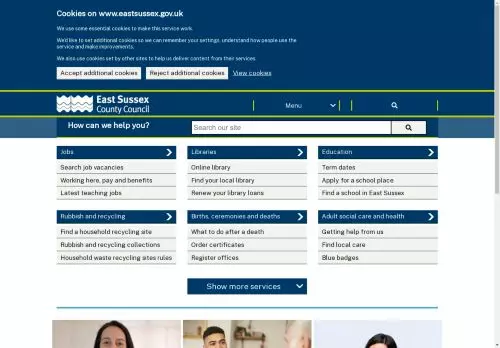 Cookies on www.eastsussex.gov.uk
We use some essential cookies to make this service work.
We'd like to set additional cookies so we can remember your settings, understand how people use the
service and make improvements.
We also use cookies set by other sites to help us deliver content from their services.
Accept additional cookies Reject additional cookies View cookies
East Sussex
County Council
Menu
How can we help you? Search our site
Jobs Libraries Education
Search job vacancies Online library Term dates
Working here, pay and benefits Find your local library Apply for a school place
Latest teaching jobs Renew your library loans Find a school in East Sussex
Rubbish and recycling Births, ceremonies and deaths Adult social care and health
Find a household recycling site What to do after a death Getting help from us
Rubbish and recycling collections Order certificates Find local care
Household waste recycling sites rules Register offices Blue badges
Show more services